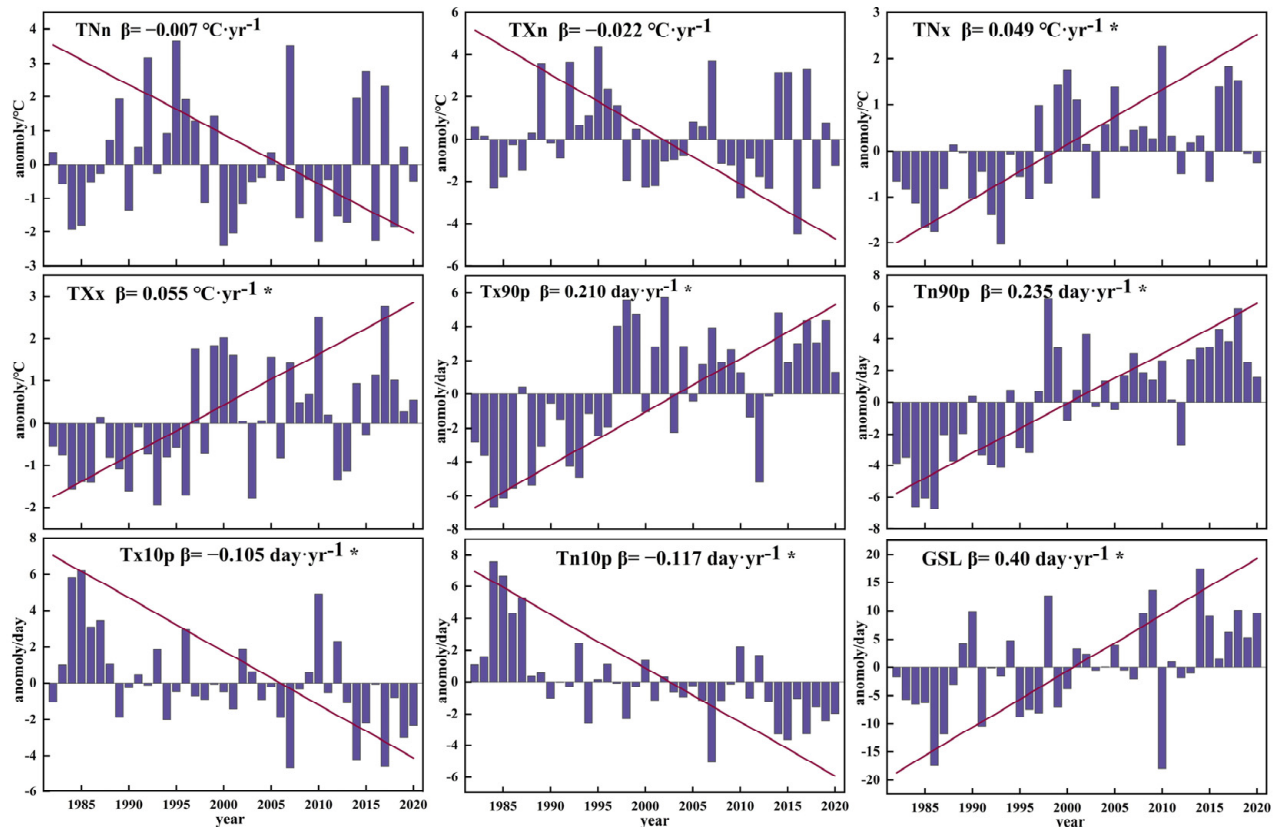 TNn β= −0.007 °C·yr⁻¹
TXn β= −0.022 °C·yr⁻¹
TNx β= 0.049 °C·yr⁻¹ *
anomoly/°C
4
3
2
1
0
-1
-2
-3
anomoly/°C
6
4
2
0
-2
-4
-6
anomoly/°C
3
2
1
0
-1
-2
TXx β= 0.055 °C·yr⁻¹ *
Tx90p β= 0.210 day·yr⁻¹ *
Tn90p β= 0.235 day·yr⁻¹ *
anomoly/°C
3
2
1
0
-1
-2
anomoly/day
6
4
2
0
-2
-4
-6
-8
anomoly/day
8
6
4
2
0
-2
-4
-6
-8
Tx10p β= −0.105 day·yr⁻¹ *
Tn10p β= −0.117 day·yr⁻¹ *
GSL β= 0.40 day·yr⁻¹ *
anomoly/day
8
6
4
2
0
-2
-4
-6
anomoly/day
8
6
4
2
0
-2
-4
-6
-8
anomoly/day
20
15
10
5
0
-5
-10
-15
-20
1985 1990 1995 2000 2005 2010 2015 2020
1985 1990 1995 2000 2005 2010 2015 2020
1985 1990 1995 2000 2005 2010 2015 2020
year
year
year